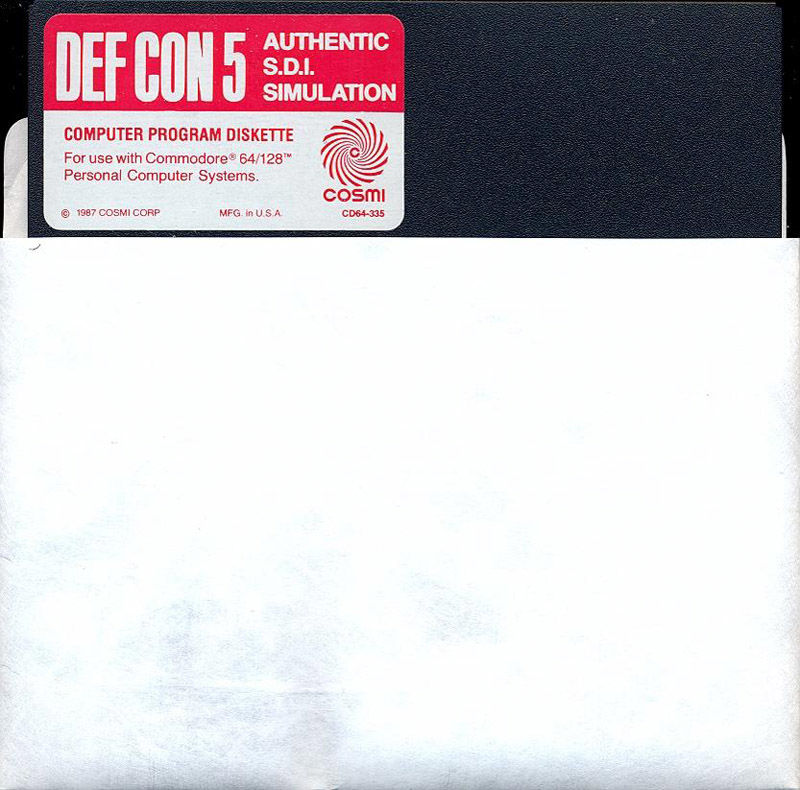 DEF CON 5
AUTHENTIC
S.D.I.
SIMULATION
COMPUTER PROGRAM DISKETTE
For use with Commodore® 64/128™
Personal Computer Systems.
C
COSMI
© 1987 COSMI CORP MFG. in U.S.A. CD64-335